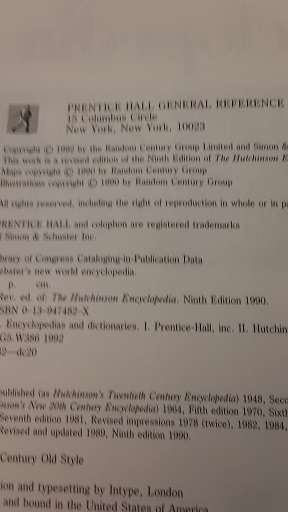 PRENTICE HALL GENERAL REFERENCE
15 Columbus Circle
New York, New York, 10023
Copyright © 1992 by the Random Century Group Limited and Simon &
This work is a revised edition of the Ninth Edition of The Hutchinson E
Maps copyright © 1990 by Random Century Group
Illustrations copyright © 1990 by Random Century Group
All rights reserved, including the right of reproduction in whole or in p
PRENTICE HALL and colophon are registered trademarks
f Simon & Schuster Inc.
ibrary of Congress Cataloging-in-Publication Data
ebster's new world encyclopedia.
p. cm.
Rev. ed. of: The Hutchinson Encyclopedia. Ninth Edition 1990.
SBN 0-13-947482-X
. Encyclopedias and dictionaries. I. Prentice-Hall, inc. II. Hutchin
G5.W386 1992
32—dc20
ublished (as Hutchinson's Twentieth Century Encyclopedia) 1948, Seco
inson's New 20th Century Encyclopedia) 1964, Fifth edition 1970, Sixth
Seventh edition 1981, Revised impressions 1978 (twice), 1982, 1984,
Revised and updated 1989, Ninth edition 1990.
Century Old Style
ion and typesetting by Intype, London
and bound in the United States of America